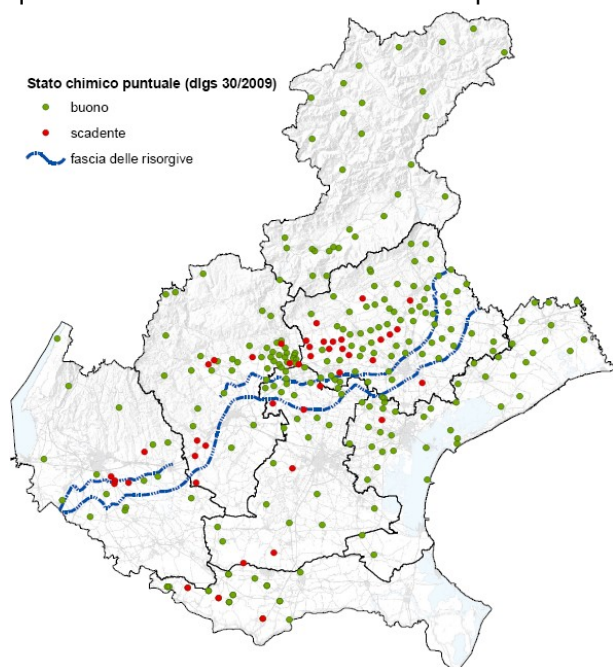 Stato chimico puntuale (dlgs 30/2009)
buono
scadente
fascia delle risorgive